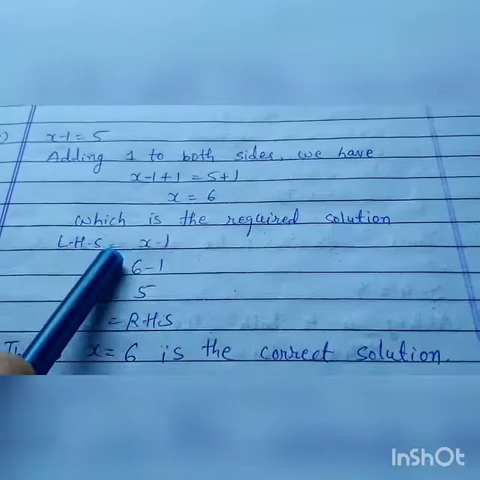 )
x-1 = 5
Adding 1 to both sides, we have
x-1+1 = 5+1
x = 6
which is the required solution
L.H.S = x-1
6-1
5
= R.H.S
x = 6 is the correct solution.
InShOt